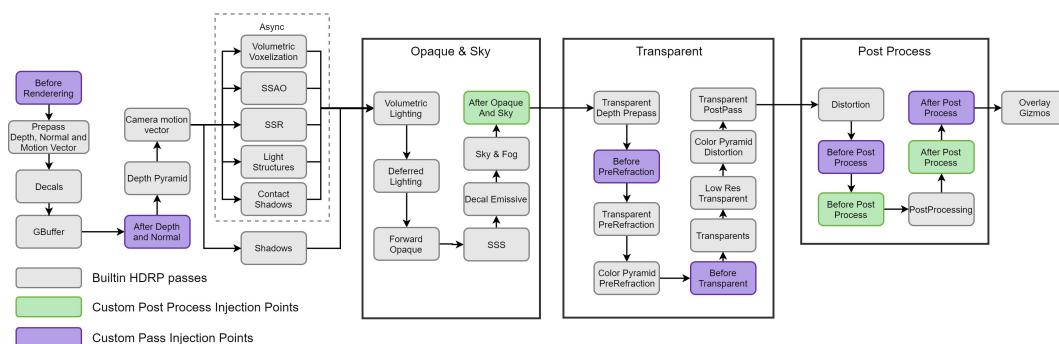 Before
Renderering
Prepass
Depth, Normal and
Motion Vector
Decals
GBuffer
After Depth
and Normal
Depth Pyramid
Camera motion
vector
Async
Volumetric
Voxelization
SSAO
SSR
Light
Structures
Contact
Shadows
Shadows
Opaque & Sky
Volumetric
Lighting
Deferred
Lighting
Forward
Opaque
SSS
Decal Emissive
Sky & Fog
After Opaque
And Sky
Transparent
Transparent
Depth Prepass
Before
PreRefraction
Transparent
PreRefraction
Color Pyramid
PreRefraction
Before
Transparent
Transparents
Low Res
Transparent
Color Pyramid
Distortion
Transparent
PostPass
Post Process
Distortion
Before Post
Process
Before Post
Process
PostProcessing
After Post
Process
After Post
Process
Overlay
Gizmos
Builtin HDRP passes
Custom Post Process Injection Points
Custom Pass Injection Points